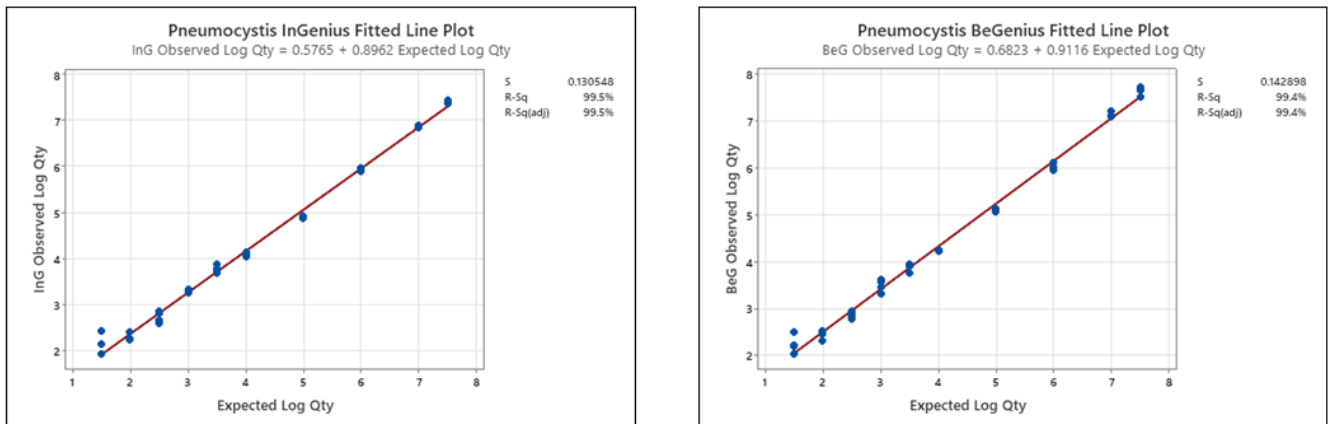 Pneumocystis InGenius Fitted Line Plot
InG Observed Log Qty = 0.5765 + 0.8962 Expected Log Qty
S 0.130548
R-Sq 99.5%
R-Sq(adj) 99.5%
InG Observed Log Qty
8
7
6
5
4
3
2
1 2 3 4 5 6 7 8
Expected Log Qty
Pneumocystis BeGenius Fitted Line Plot
BeG Observed Log Qty = 0.6823 + 0.9116 Expected Log Qty
S 0.142898
R-Sq 99.4%
R-Sq(adj) 99.4%
BeG Observed Log Qty
8
7
6
5
4
3
2
1 2 3 4 5 6 7 8
Expected Log Qty